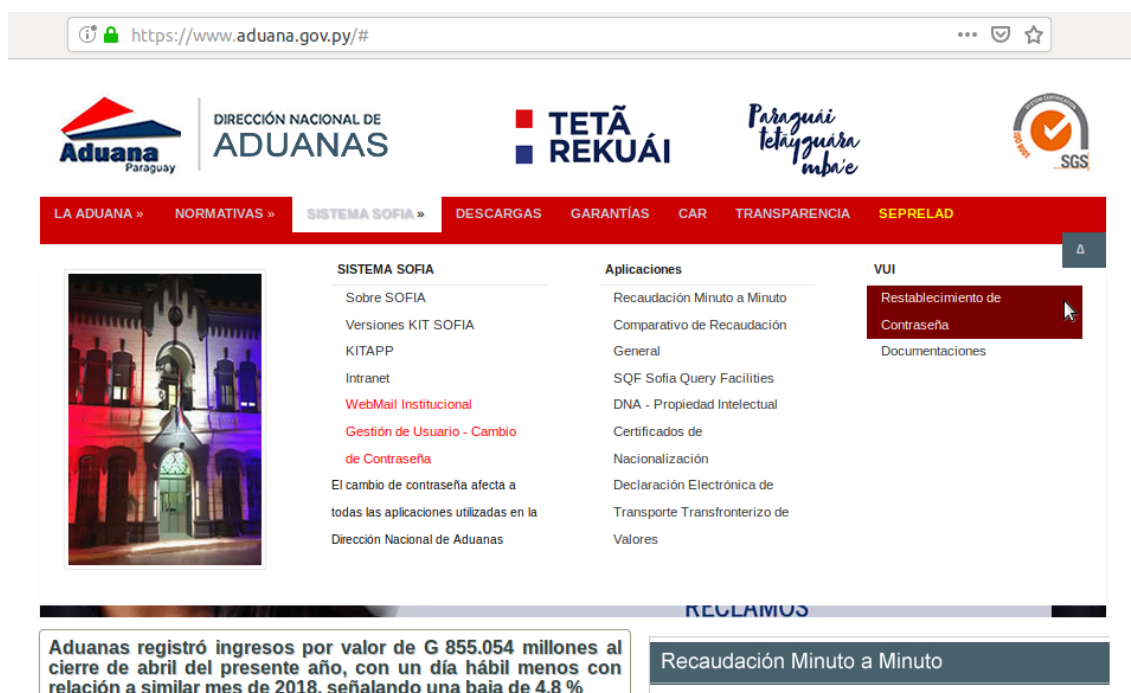 https://www.aduana.gov.py/#
Aduana
Paraguay
DIRECCIÓN NACIONAL DE
ADUANAS
TETÃ
REKUÁI
Paraguái
tetãyguára
mba'e
SYSTEM CERTIFICATION
ISO 9001
SGS
LA ADUANA » NORMATIVAS » SISTEMA SOFIA » DESCARGAS GARANTÍAS CAR TRANSPARENCIA SEPRELAD
Δ
SISTEMA SOFIA
Sobre SOFIA
Versiones KIT SOFIA
KITAPP
Intranet
WebMail Institucional
Gestión de Usuario - Cambio
de Contraseña
El cambio de contraseña afecta a
todas las aplicaciones utilizadas en la
Dirección Nacional de Aduanas
Aplicaciones
Recaudación Minuto a Minuto
Comparativo de Recaudación
General
SQF Sofia Query Facilities
DNA - Propiedad Intelectual
Certificados de
Nacionalización
Declaración Electrónica de
Transporte Transfronterizo de
Valores
VUI
Restablecimiento de
Contraseña
Documentaciones
RECLAMOS
Aduanas registró ingresos por valor de G 855.054 millones al
cierre de abril del presente año, con un día hábil menos con
relación a similar mes de 2018, señalando una baja de 4,8 %
Recaudación Minuto a Minuto